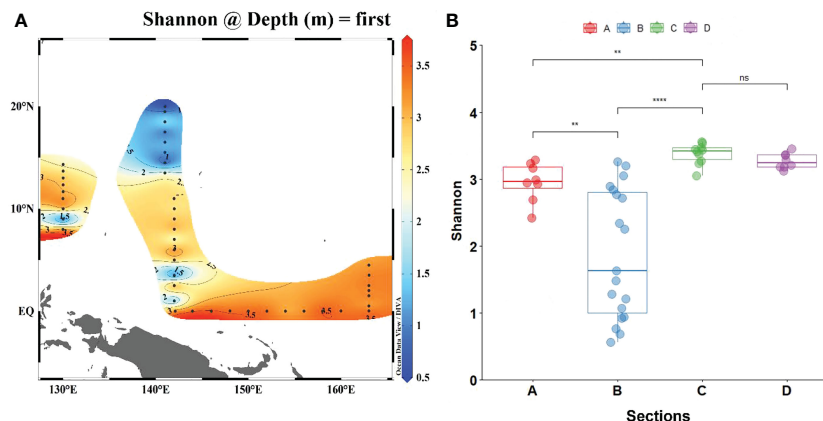 A
Shannon @ Depth (m) = first
20°N
10°N
EQ
130°E
140°E
150°E
160°E
3.5
3
2.5
2
1.5
1
0.5
Ocean Data View / DIVA
B
A
B
C
D
5
4
3
2
1
0
Shannon
**
ns
****
**
A
B
C
D
Sections